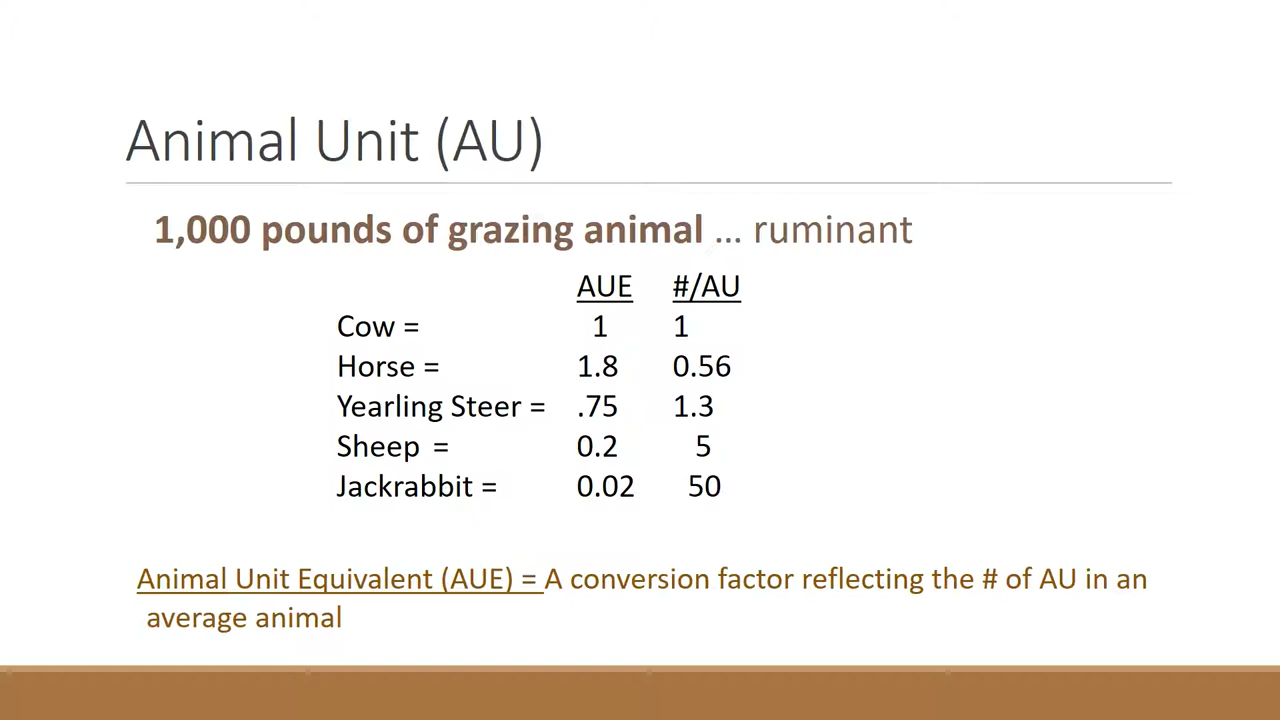 Animal Unit (AU)
1,000 pounds of grazing animal ... ruminant
AUE #/AU
Cow = 1 1
Horse = 1.8 0.56
Yearling Steer = .75 1.3
Sheep = 0.2 5
Jackrabbit = 0.02 50
Animal Unit Equivalent (AUE) = A conversion factor reflecting the # of AU in an
average animal